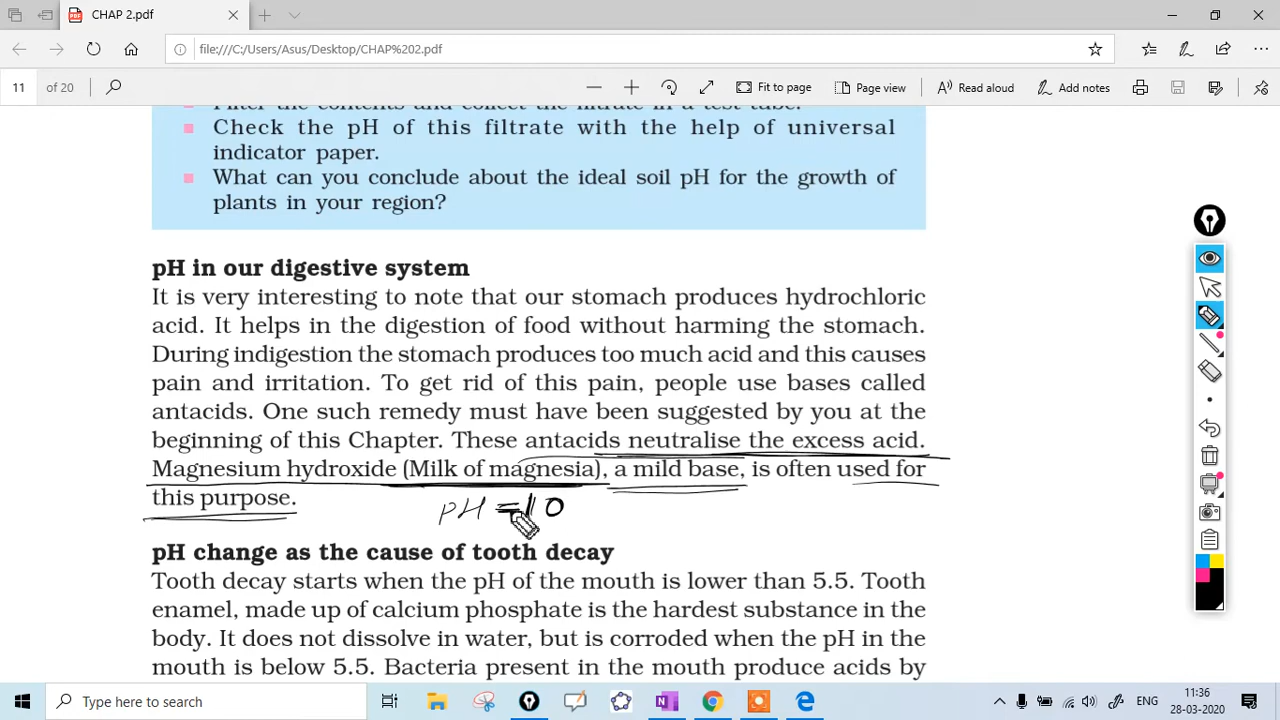 CHAP 2.pdf
file:///C:/Users/Asus/Desktop/CHAP%202.pdf
11 of 20
Fit to page
Page view
Read aloud
Add notes
Filter the contents and collect the filtrate in a test tube.
Check the pH of this filtrate with the help of universal
indicator paper.
What can you conclude about the ideal soil pH for the growth of
plants in your region?
pH in our digestive system
It is very interesting to note that our stomach produces hydrochloric
acid. It helps in the digestion of food without harming the stomach.
During indigestion the stomach produces too much acid and this causes
pain and irritation. To get rid of this pain, people use bases called
antacids. One such remedy must have been suggested by you at the
beginning of this Chapter. These antacids neutralise the excess acid.
Magnesium hydroxide (Milk of magnesia), a mild base, is often used for
this purpose.
pH = 10
pH change as the cause of tooth decay
Tooth decay starts when the pH of the mouth is lower than 5.5. Tooth
enamel, made up of calcium phosphate is the hardest substance in the
body. It does not dissolve in water, but is corroded when the pH in the
mouth is below 5.5. Bacteria present in the mouth produce acids by
Type here to search
ENG
11:36
28-03-2020